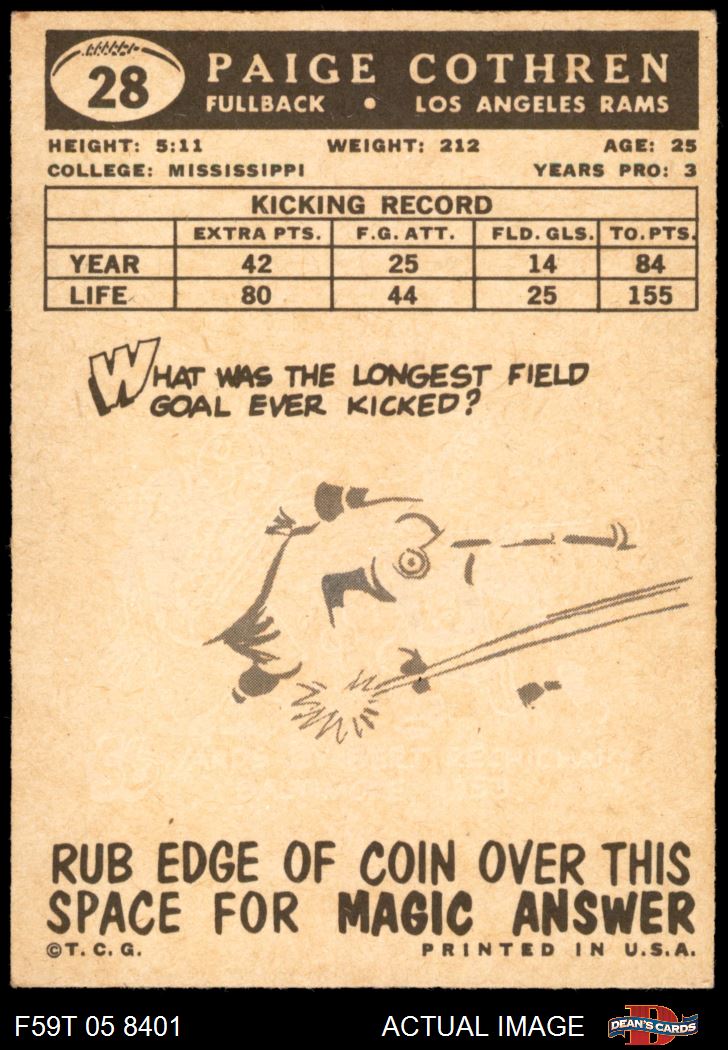 28
PAIGE COTHREN
FULLBACK • LOS ANGELES RAMS
HEIGHT: 5:11 WEIGHT: 212 AGE: 25
COLLEGE: MISSISSIPPI YEARS PRO: 3
KICKING RECORD
EXTRA PTS. F.G. ATT. FLD. GLS. TO. PTS.
YEAR 42 25 14 84
LIFE 80 44 25 155
WHAT WAS THE LONGEST FIELD
GOAL EVER KICKED?
RUB EDGE OF COIN OVER THIS
SPACE FOR MAGIC ANSWER
©T. C. G. PRINTED IN U.S.A.
F59T 05 8401 ACTUAL IMAGE DEAN'S CARDS